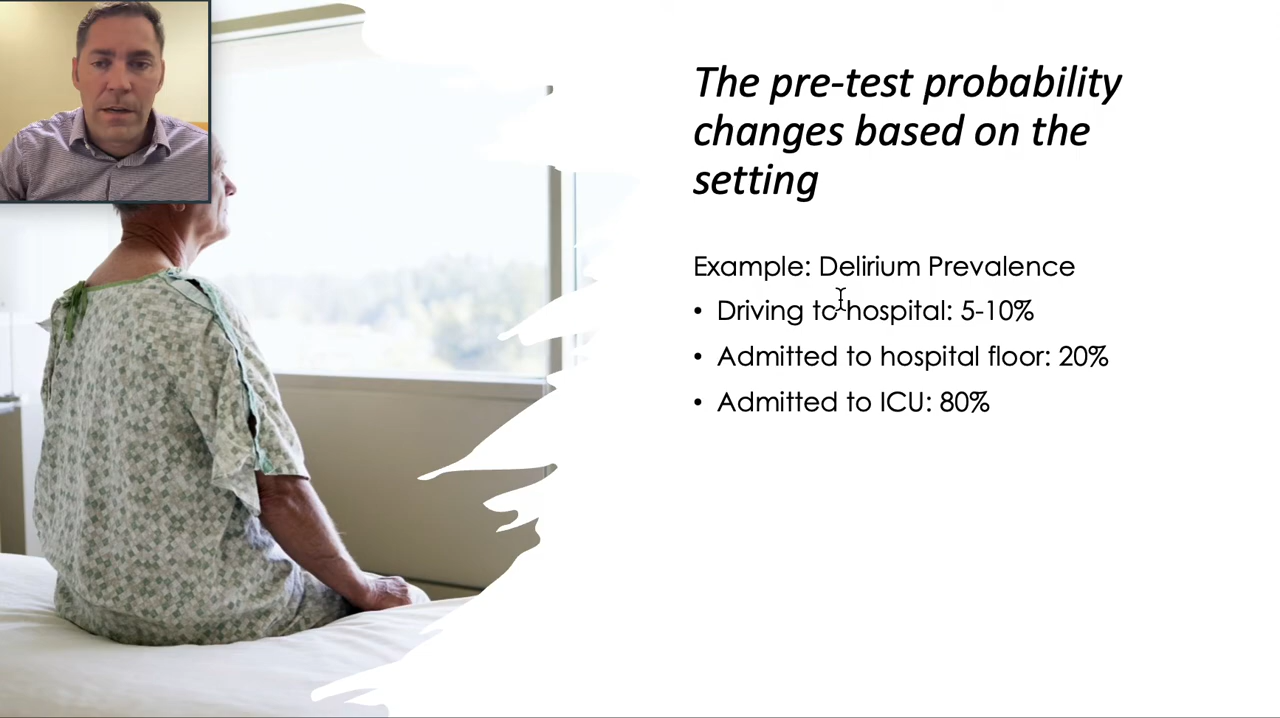 The pre-test probability
changes based on the
setting
Example: Delirium Prevalence
• Driving to hospital: 5-10%
• Admitted to hospital floor: 20%
• Admitted to ICU: 80%